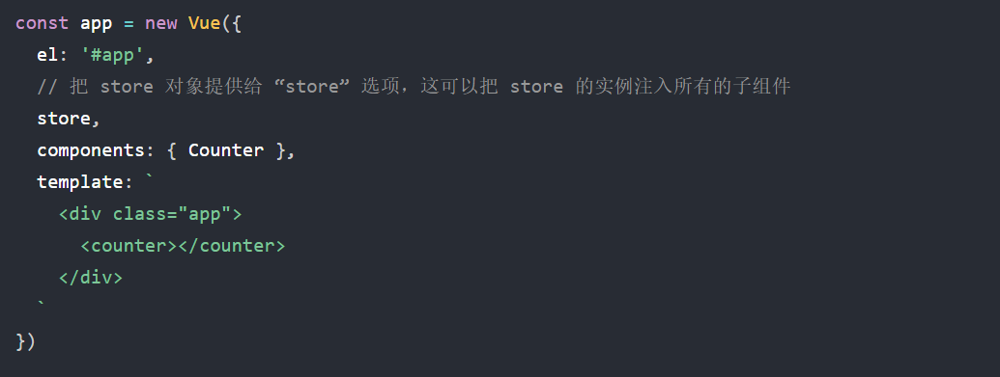 const app = new Vue({
  el: '#app',
  // 把 store 对象提供给 “store” 选项，这可以把 store 的实例注入所有的子组件
  store,
  components: { Counter },
  template: `
    <div class="app">
      <counter></counter>
    </div>
  `
})